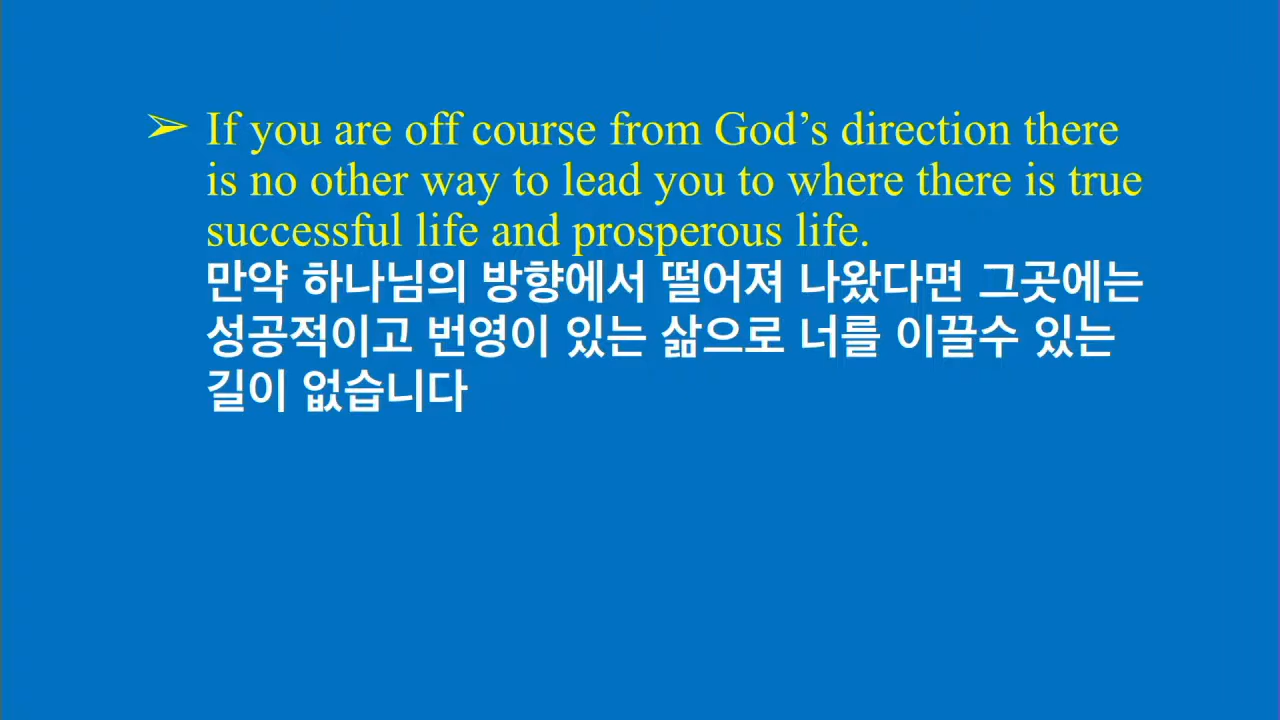 ➢ If you are off course from God’s direction there
is no other way to lead you to where there is true
successful life and prosperous life.
만약 하나님의 방향에서 떨어져 나왔다면 그곳에는
성공적이고 번영이 있는 삶으로 너를 이끌수 있는
길이 없습니다